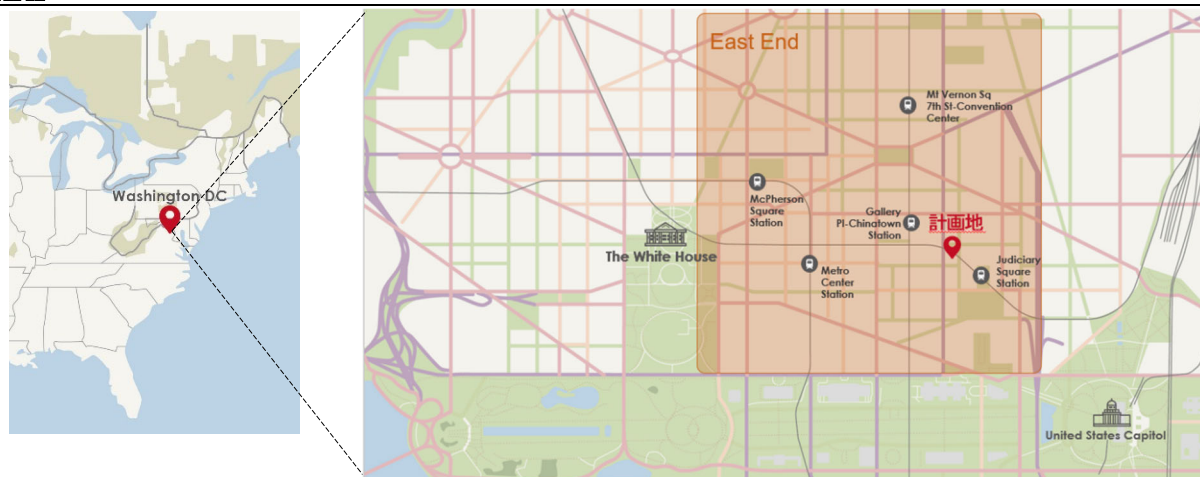 Washington DC
East End
Mt Vernon Sq
7th St-Convention
Center
McPherson
Square
Station
Gallery
Pl-Chinatown
Station
計画地
The White House
Metro
Center
Station
Judiciary
Square
Station
United States Capitol